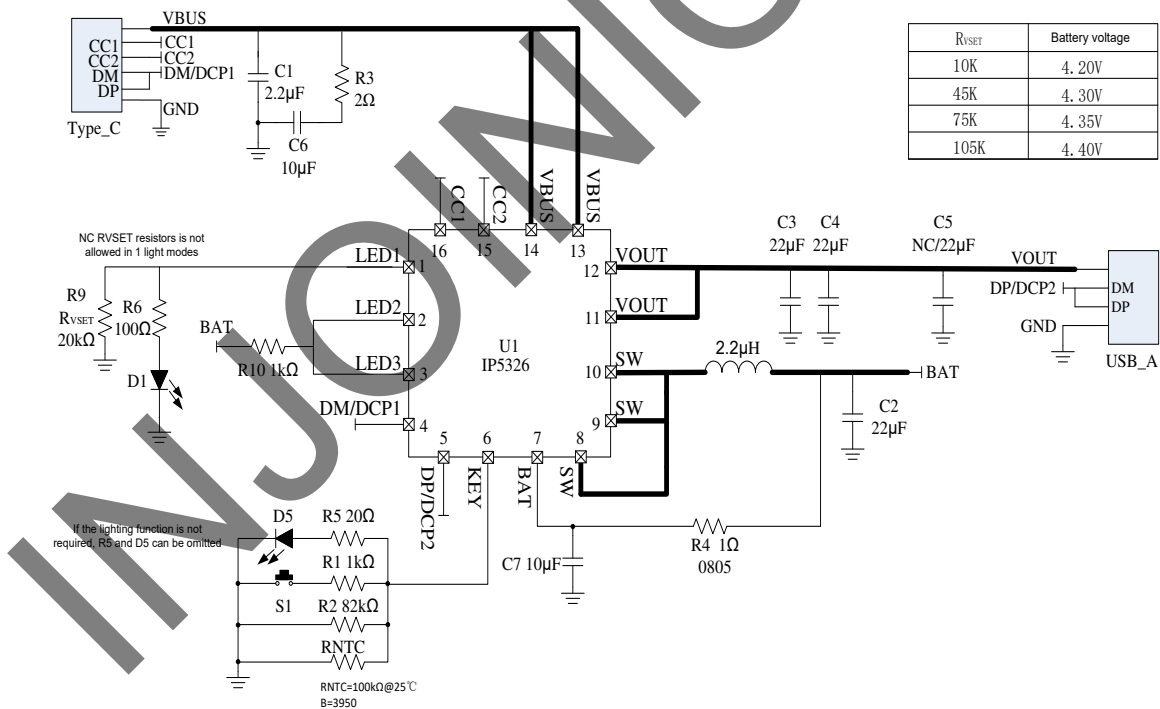 VBUS
CC1
CC2
DM
DP
CC1
CC2
DM/DCP1
GND
Type_C
C1
2.2μF
R3
2Ω
C6
10μF
RVSET Battery voltage
10K 4.20V
45K 4.30V
75K 4.35V
105K 4.40V
CC1
CC2
VBUS
VBUS
16
15
14
13
NC RVSET resistors is not
allowed in 1 light modes
R9
RVSET
20kΩ
R6
100Ω
D1
LED1
1
LED2
2
BAT
R10 1kΩ
LED3
3
DM/DCP1
4
U1
IP5326
12
VOUT
11
VOUT
10
SW
9
SW
5
6
7
8
DP/DCP2
KEY
BAT
SW
C3
22μF
C4
22μF
C5
NC/22μF
VOUT
DP/DCP2
DM
DP
GND
USB_A
2.2μH
BAT
C2
22μF
R4 1Ω
0805
C7 10μF
If the lighting function is not
required, R5 and D5 can be omitted
D5
R5 20Ω
R1 1kΩ
S1
R2 82kΩ
RNTC
RNTC=100kΩ@25℃
B=3950
INJOINIC